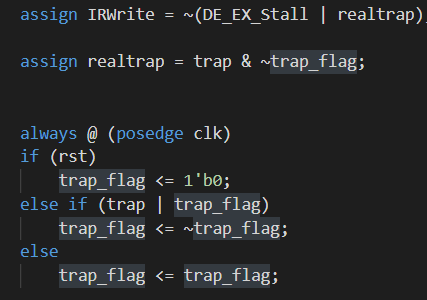 assign IRWrite = ~(DE_EX_Stall | realtrap)
assign realtrap = trap & ~trap_flag;
always @ (posedge clk)
if (rst)
trap_flag <= 1'b0;
else if (trap | trap_flag)
trap_flag <= ~trap_flag;
else
trap_flag <= trap_flag;